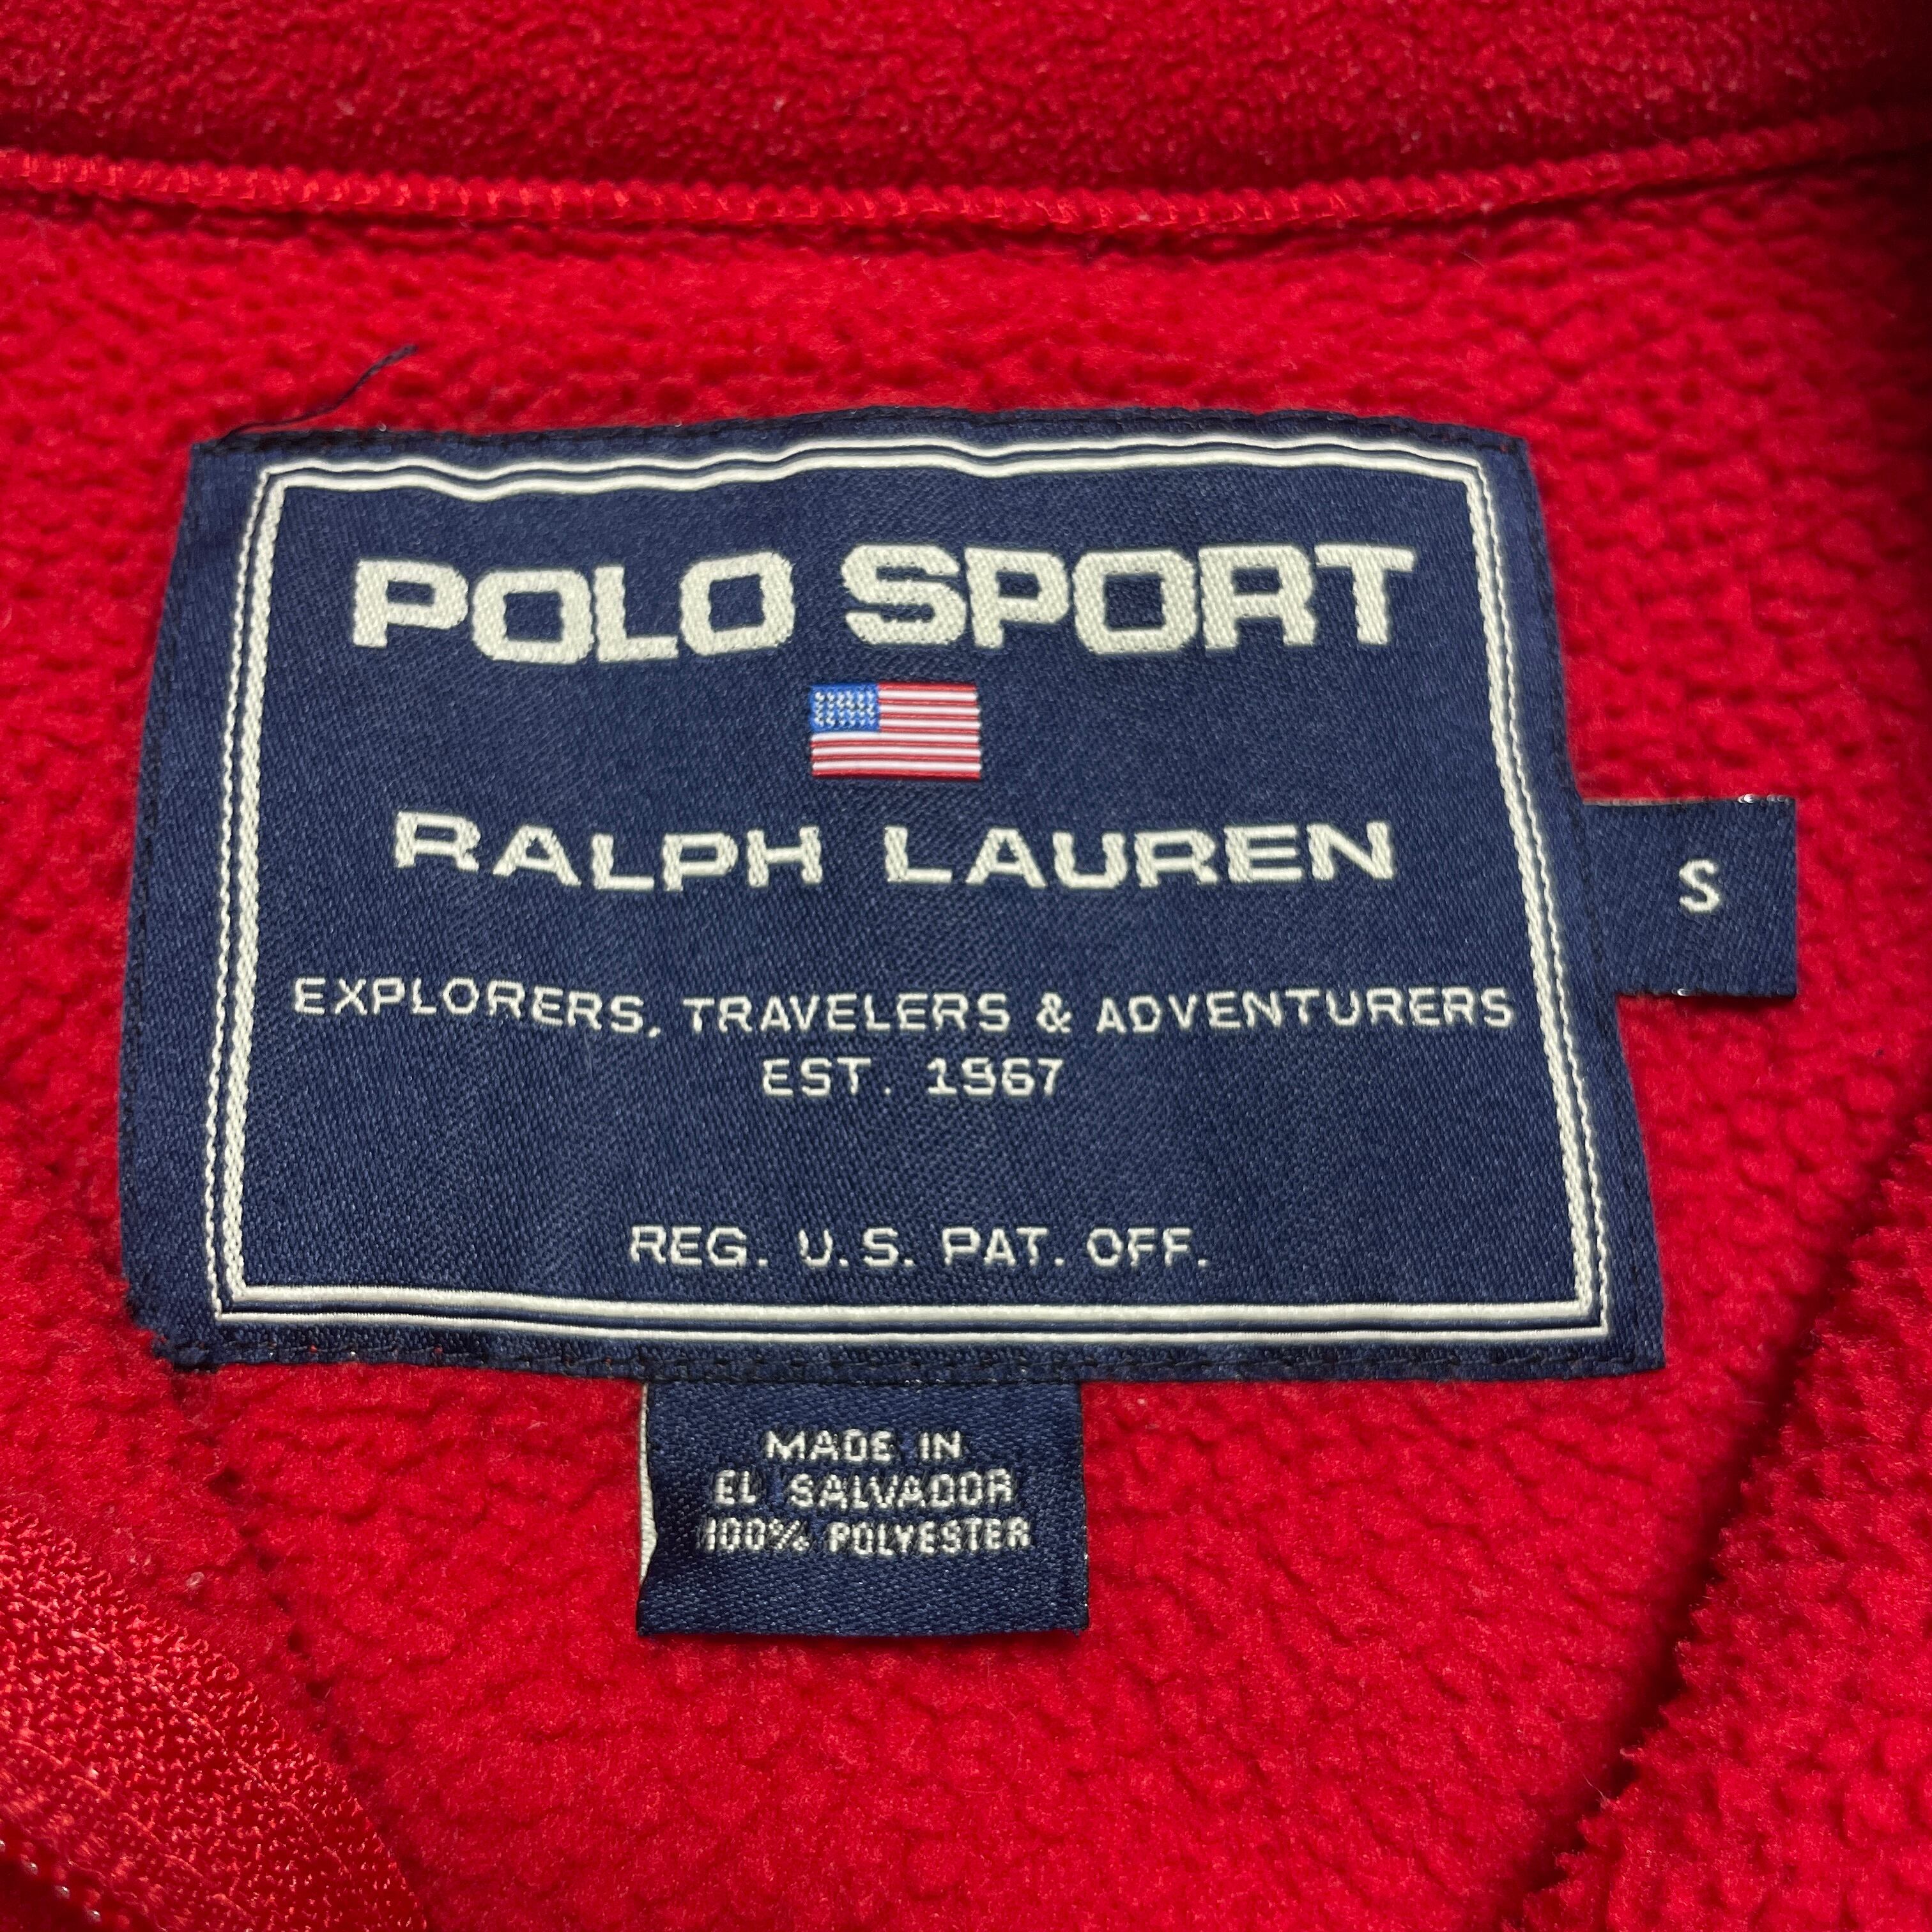 POLO SPORT
RALPH LAUREN
S
EXPLORERS, TRAVELERS & ADVENTURERS
EST. 1967
REG. U.S. PAT. OFF.
MADE IN
EL SALVADOR
100% POLYESTER